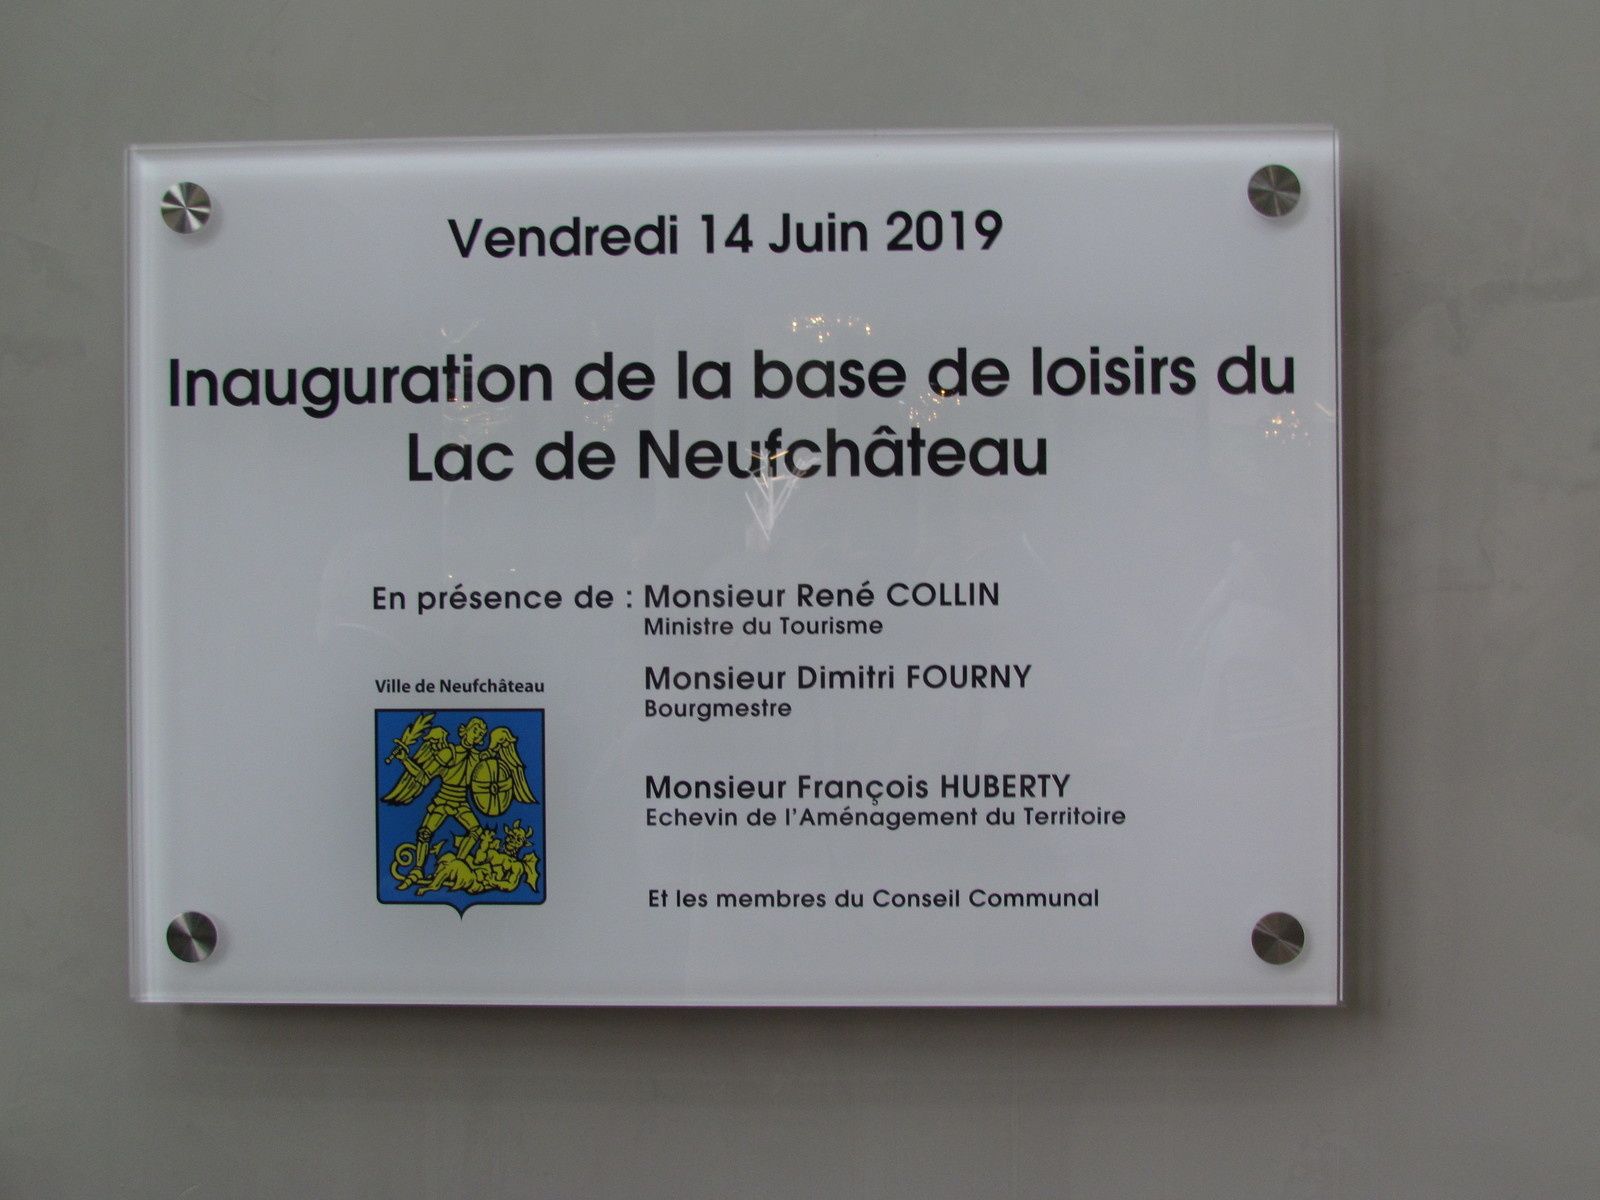 Vendredi 14 Juin 2019
Inauguration de la base de loisirs du
Lac de Neufchâteau
En présence de : Monsieur René COLLIN
Ministre du Tourisme
Monsieur Dimitri FOURNY
Bourgmestre
Ville de Neufchâteau
Monsieur François HUBERTY
Echevin de l'Aménagement du Territoire
Et les membres du Conseil Communal